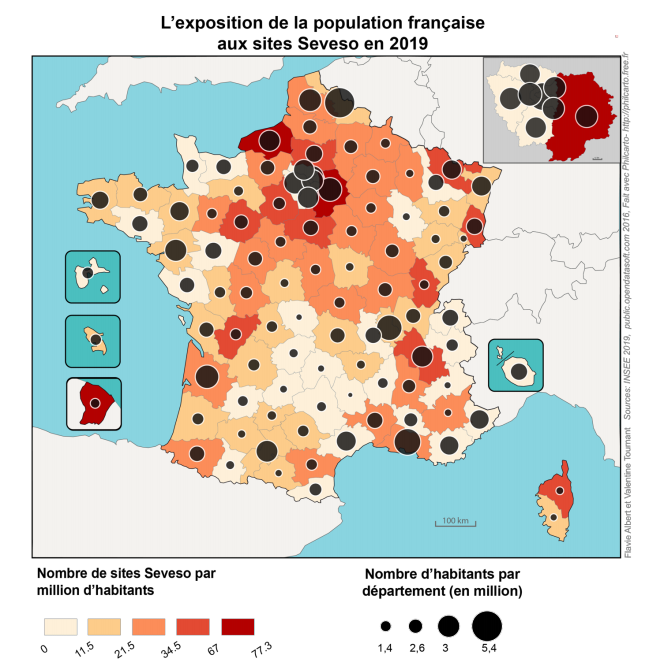 L'exposition de la population française
aux sites Seveso en 2019
100 km
Flavie Albert et Valentine Tournant   Sources: INSEE 2019, public.opendatasoft.com 2016, Fait avec Philcarto- http://philcarto.free.fr
Nombre de sites Seveso par
million d'habitants
0
11.5
21.5
34.5
67
77.3
Nombre d'habitants par
département (en million)
1,4
2,6
3
5,4